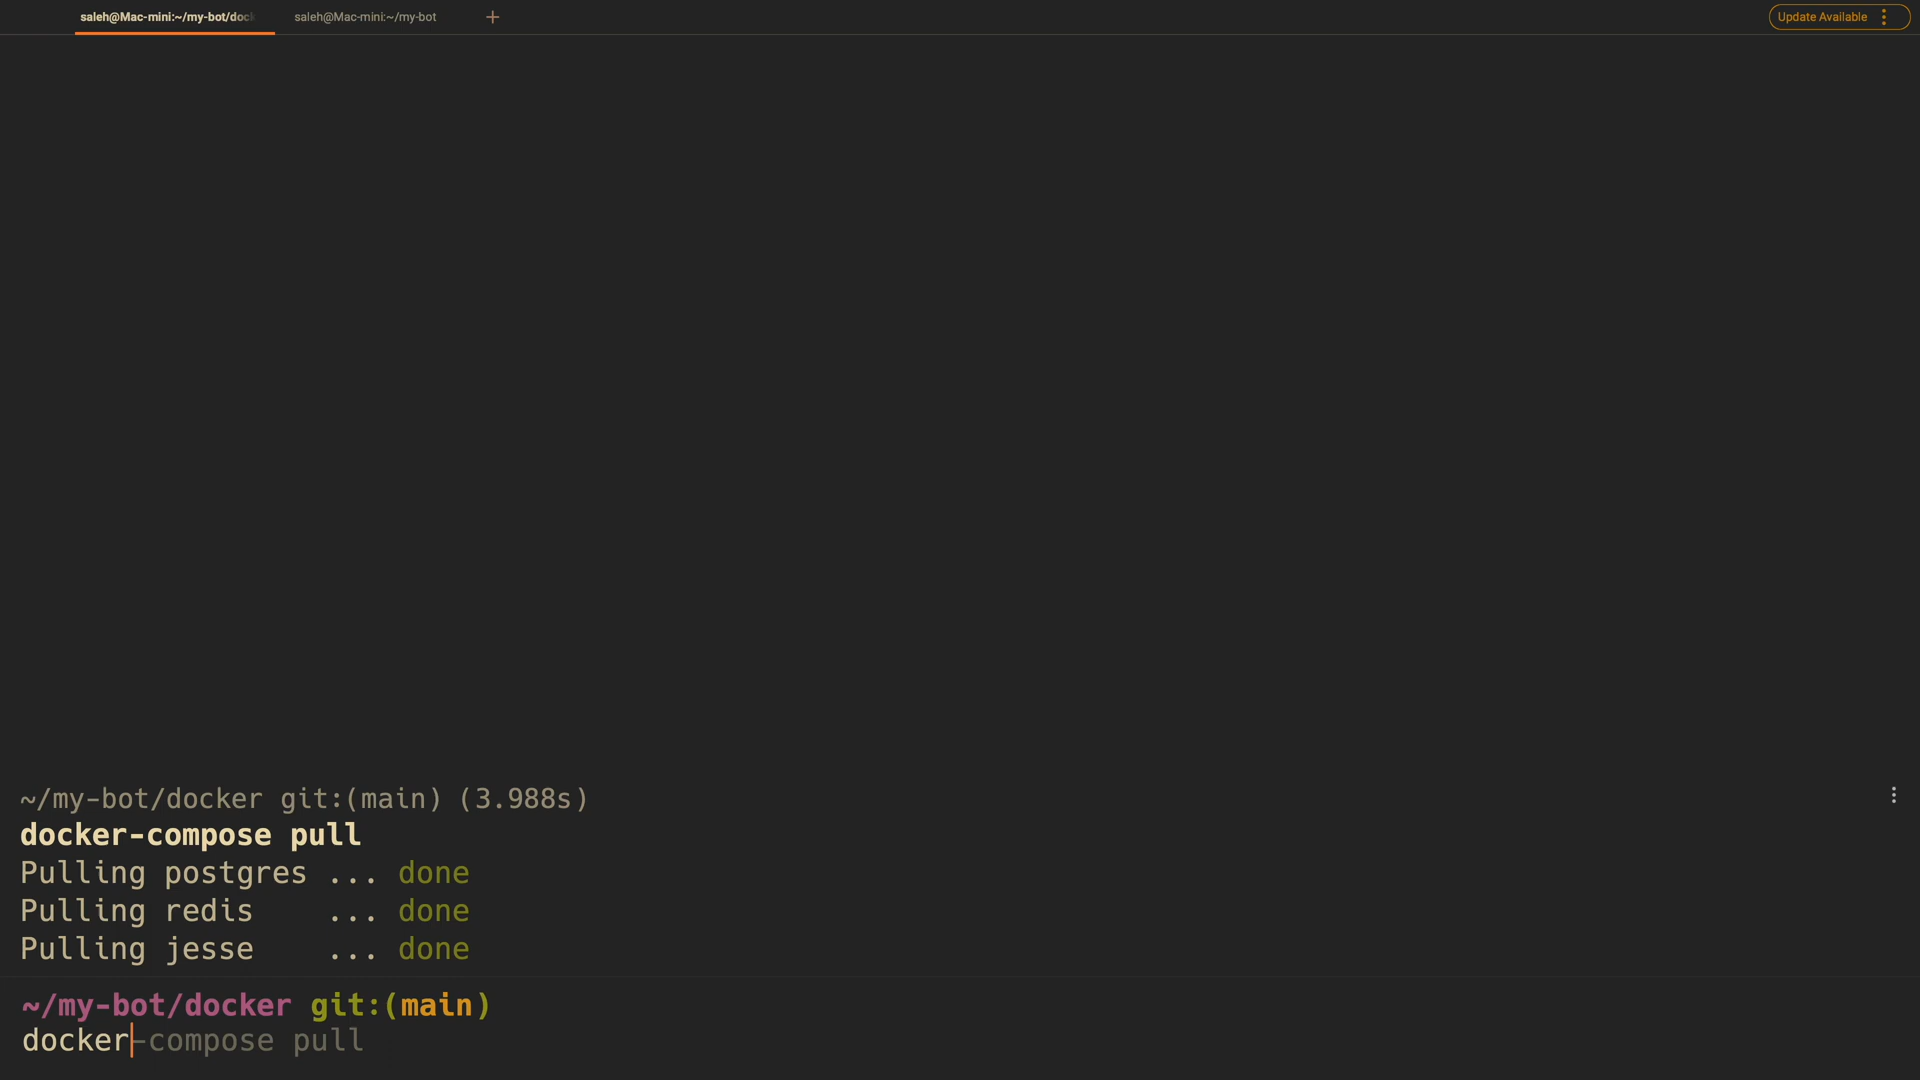 saleh@Mac-mini:~/my-bot/doc
saleh@Mac-mini:~/my-bot
+
Update Available
~/my-bot/docker git:(main) (3.988s)
docker-compose pull
Pulling postgres ... done
Pulling redis    ... done
Pulling jesse    ... done
~/my-bot/docker git:(main)
docker-compose pull